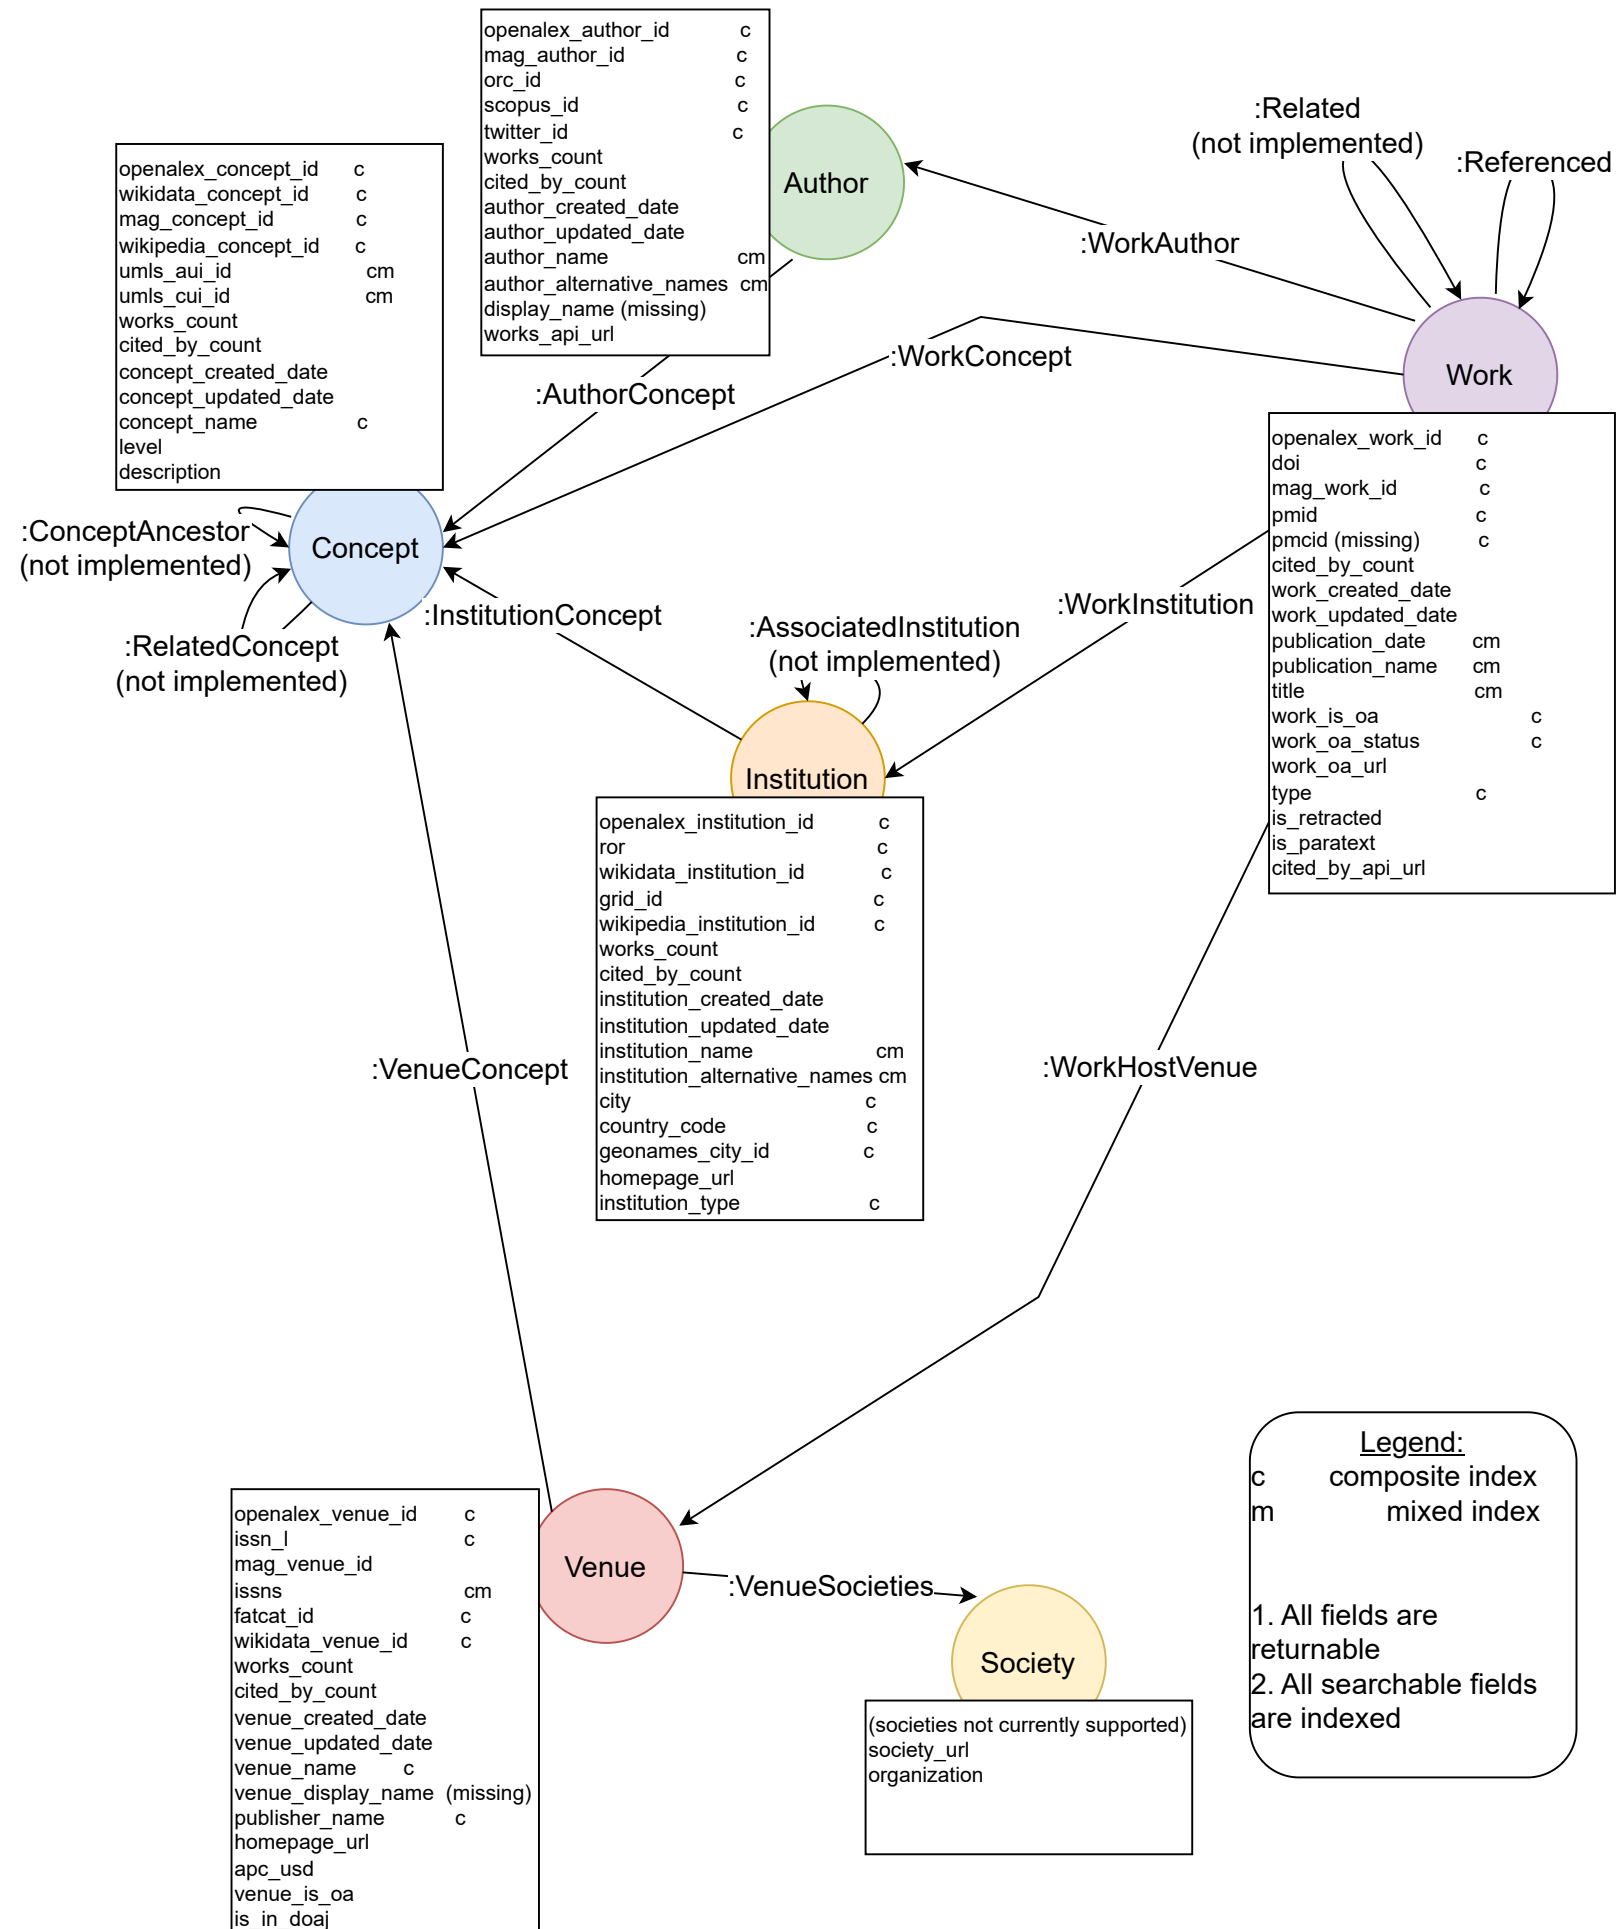 openalex_author_id c
mag_author_id c
orc_id c
scopus_id c
twitter_id c
works_count
cited_by_count
author_created_date
author_updated_date
author_name cm
author_alternative_names cm
display_name (missing)
works_api_url
Author
:Related
(not implemented)
:Referenced
:WorkAuthor
openalex_concept_id c
wikidata_concept_id c
mag_concept_id c
wikipedia_concept_id c
umls_aui_id cm
umls_cui_id cm
works_count
cited_by_count
concept_created_date
concept_updated_date
concept_name c
level
description
:WorkConcept
:AuthorConcept
Work
openalex_work_id c
doi c
mag_work_id c
pmid c
pmcid (missing) c
cited_by_count
work_created_date
work_updated_date
publication_date cm
publication_name cm
title cm
work_is_oa c
work_oa_status c
work_oa_url
type c
is_retracted
is_paratext
cited_by_api_url
:ConceptAncestor
(not implemented)
Concept
:RelatedConcept
(not implemented)
:InstitutionConcept
:AssociatedInstitution
(not implemented)
:WorkInstitution
Institution
openalex_institution_id c
ror c
wikidata_institution_id c
grid_id c
wikipedia_institution_id c
works_count
cited_by_count
institution_created_date
institution_updated_date
institution_name cm
institution_alternative_names cm
city c
country_code c
geonames_city_id c
homepage_url
institution_type c
:VenueConcept
:WorkHostVenue
openalex_venue_id c
issn_l c
mag_venue_id
issns cm
fatcat_id c
wikidata_venue_id c
works_count
cited_by_count
venue_created_date
venue_updated_date
venue_name c
venue_display_name (missing)
publisher_name c
homepage_url
apc_usd
venue_is_oa
is_in_doaj
Venue
:VenueSocieties
Society
(societies not currently supported)
society_url
organization
Legend:
c composite index
m mixed index
1. All fields are
returnable
2. All searchable fields
are indexed